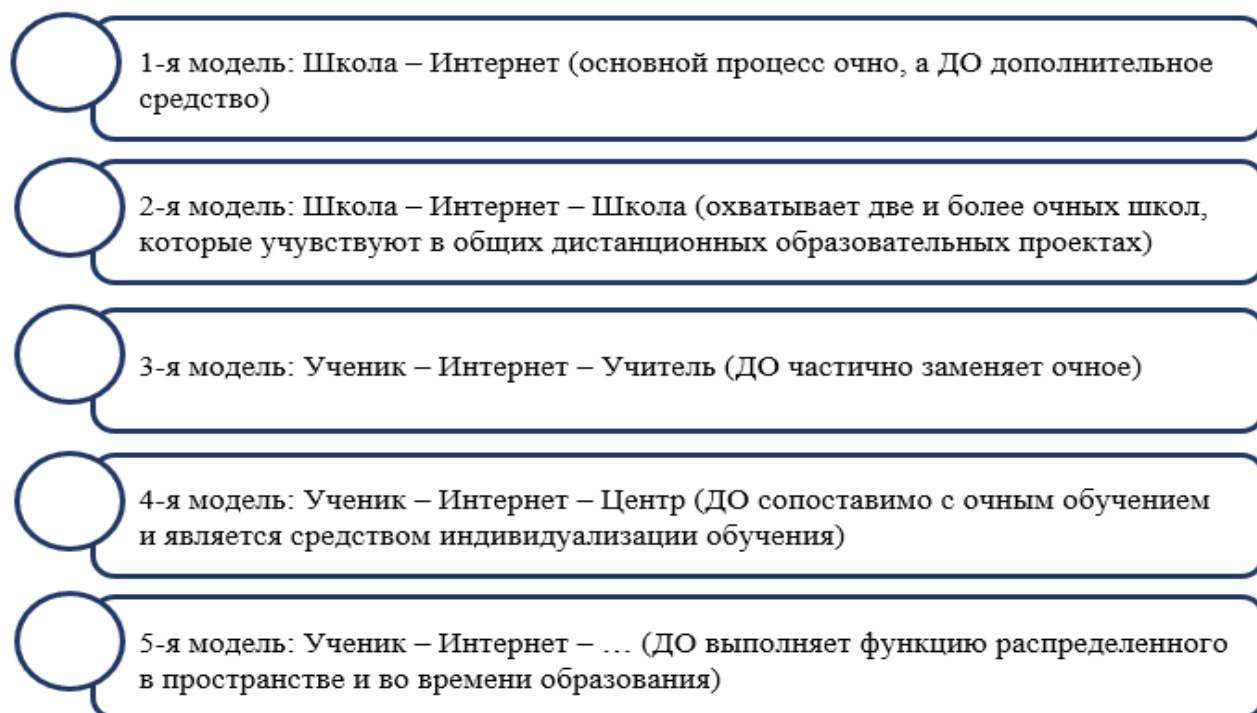 1-я модель: Школа – Интернет (основной процесс очно, а ДО дополнительное
средство)
2-я модель: Школа – Интернет – Школа (охватывает две и более очных школ,
которые учувствуют в общих дистанционных образовательных проектах)
3-я модель: Ученик – Интернет – Учитель (ДО частично заменяет очное)
4-я модель: Ученик – Интернет – Центр (ДО сопоставимо с очным обучением
и является средством индивидуализации обучения)
5-я модель: Ученик – Интернет – … (ДО выполняет функцию распределенного
в пространстве и во времени образования)